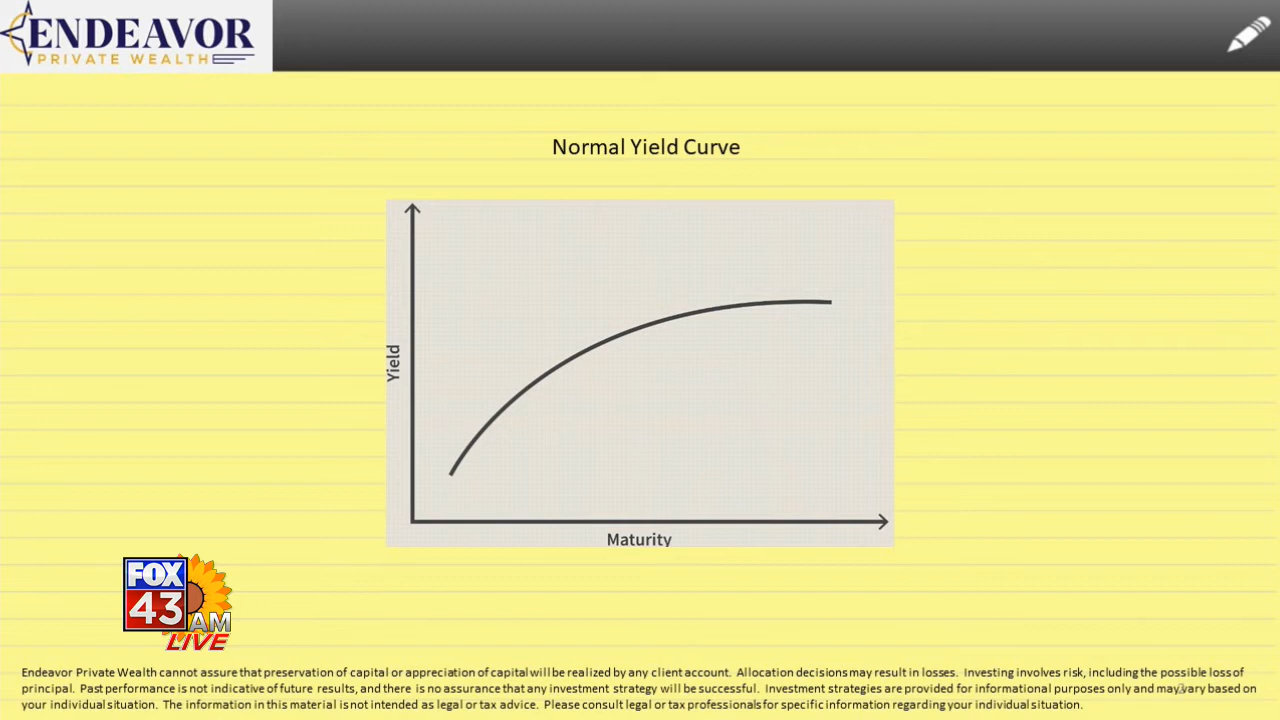 ENDEAVOR
PRIVATE WEALTH
Normal Yield Curve
Yield
Maturity
FOX
43
AM
LIVE
Endeavor Private Wealth cannot assure that preservation of capital or appreciation of capital will be realized by any client account. Allocation decisions may result in losses. Investing involves risk, including the possible loss of
principal. Past performance is not indicative of future results, and there is no assurance that any investment strategy will be successful. Investment strategies are provided for informational purposes only and may vary based on
your individual situation. The information in this material is not intended as legal or tax advice. Please consult legal or tax professionals for specific information regarding your individual situation.